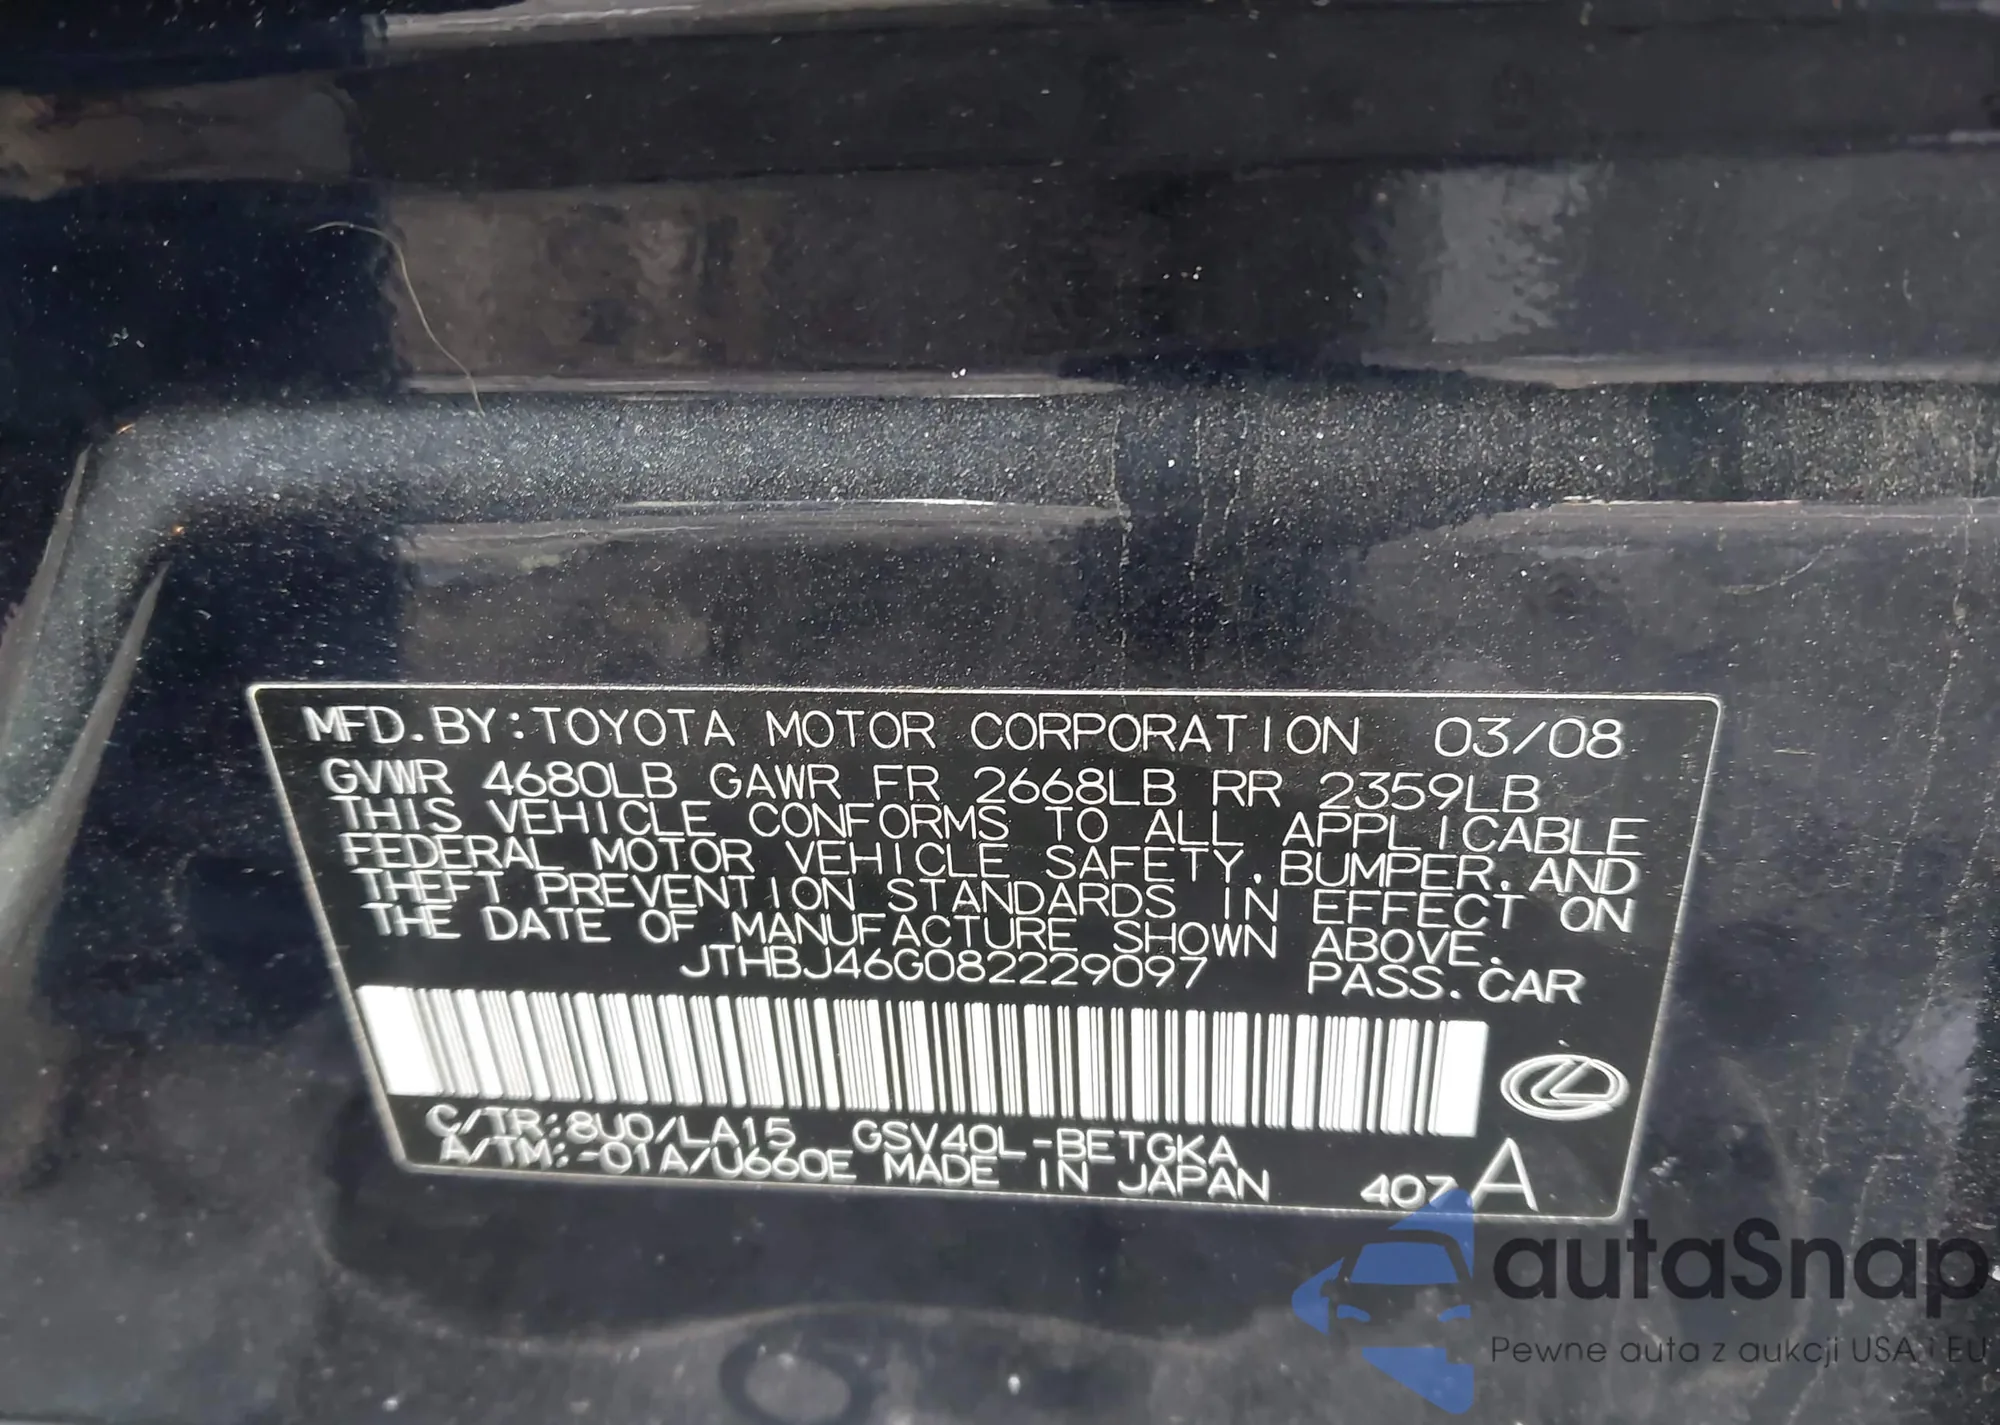 MFD.BY:TOYOTA MOTOR CORPORATION 03/08
GVWR 4680LB GAWR FR 2668LB RR 2359LB
THIS VEHICLE CONFORMS TO ALL APPLICABLE
FEDERAL MOTOR VEHICLE SAFETY,BUMPER,AND
THEFT PREVENTION STANDARDS IN EFFECT ON
THE DATE OF MANUFACTURE SHOWN ABOVE.
JTHBJ46G082229097 PASS.CAR
C/TR:8U0/LA15 GSV40L-BETGKA
A/TM:-01A/U660E MADE IN JAPAN 407 A
autaSnap
Pewne auta z aukcji USA i EU